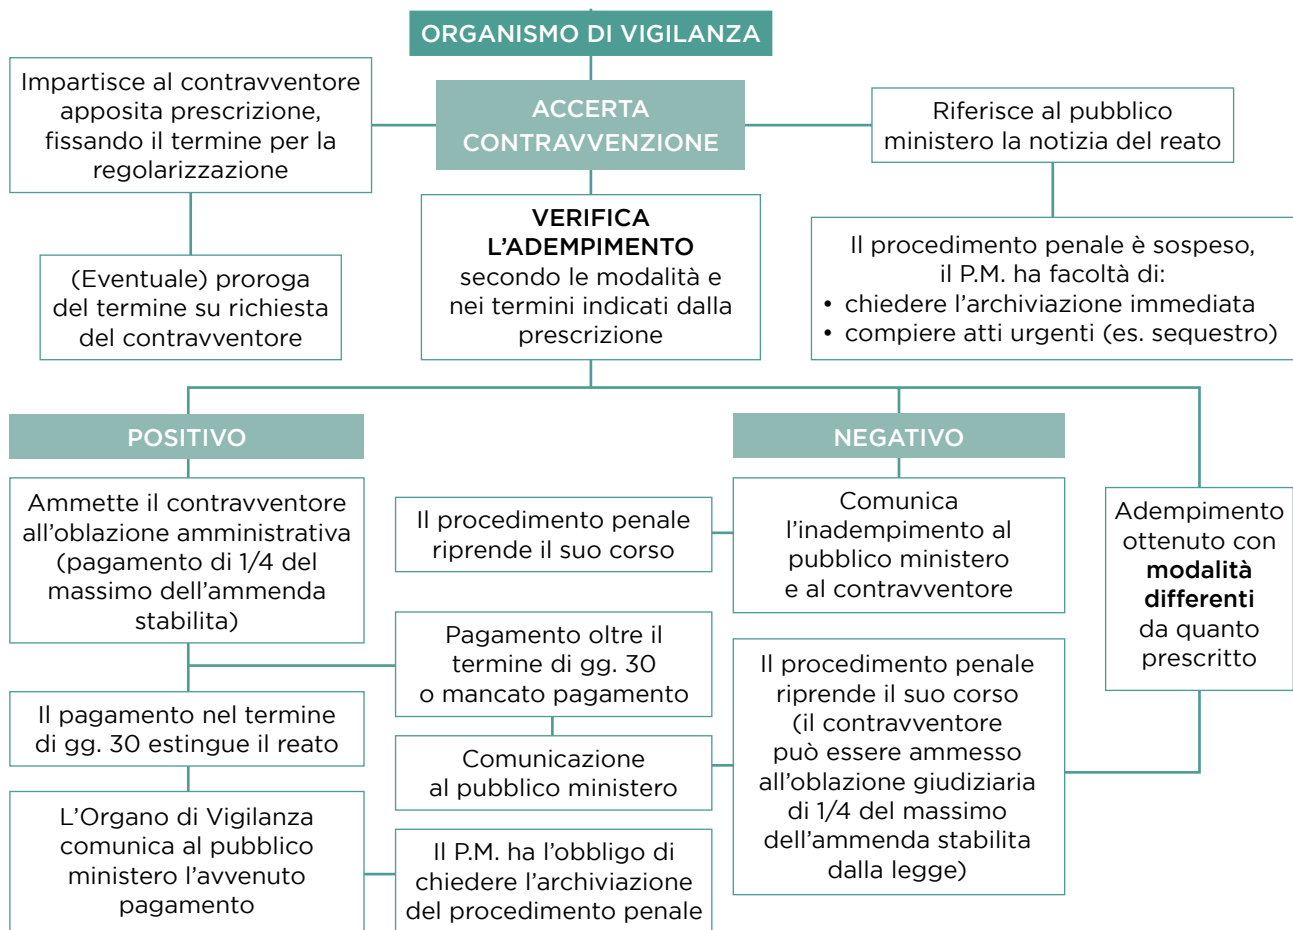 ORGANISMO DI VIGILANZA
Impartisce al contravventore
apposita prescrizione,
fissando il termine per la
regolarizzazione
ACCERTA
CONTRAVVENZIONE
Riferisce al pubblico
ministero la notizia del reato
(Eventuale) proroga
del termine su richiesta
del contravventore
VERIFICA
L’ADEMPIMENTO
secondo le modalità e
nei termini indicati dalla
prescrizione
Il procedimento penale è sospeso,
il P.M. ha facoltà di:
• chiedere l’archiviazione immediata
• compiere atti urgenti (es. sequestro)
POSITIVO
NEGATIVO
Ammette il contravventore
all’oblazione amministrativa
(pagamento di 1/4 del
massimo dell’ammenda
stabilita)
Il procedimento penale
riprende il suo corso
Comunica
l’inadempimento al
pubblico ministero
e al contravventore
Adempimento
ottenuto con
modalità
differenti
da quanto
prescritto
Pagamento oltre il
termine di gg. 30
o mancato pagamento
Il procedimento penale
riprende il suo corso
(il contravventore
può essere ammesso
all’oblazione giudiziaria
di 1/4 del massimo
dell’ammenda stabilita
dalla legge)
Il pagamento nel termine
di gg. 30 estingue il reato
Comunicazione
al pubblico ministero
L’Organo di Vigilanza
comunica al pubblico
ministero l’avvenuto
pagamento
Il P.M. ha l’obbligo di
chiedere l’archiviazione
del procedimento penale